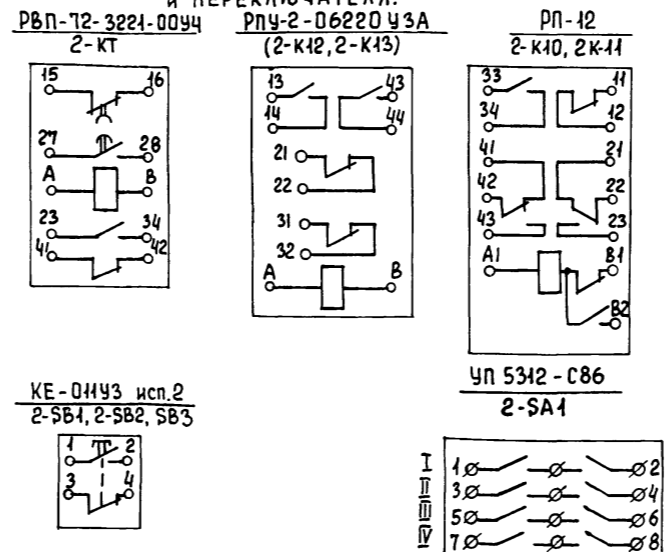 и ПЕРЕКЛЮЧАТЕЛЯ.
РВП-72-3221-00У4
2-КТ
15 16
27 28
А В
23 34
41 42
РПУ-2-06220 УЗА
(2-К12, 2-К13)
13 43
14 44
21
22
31
32
А В
РП-12
2-К10, 2К-11
33 11
34 12
41 21
42 22
43 23
А1 В1
В2
КЕ-011У3 исп.2
2-SB1, 2-SB2, SB3
1 2
3 4
УП 5312-С86
2-SA1
I 1 2
II 3 4
III 5 6
IV 7 8